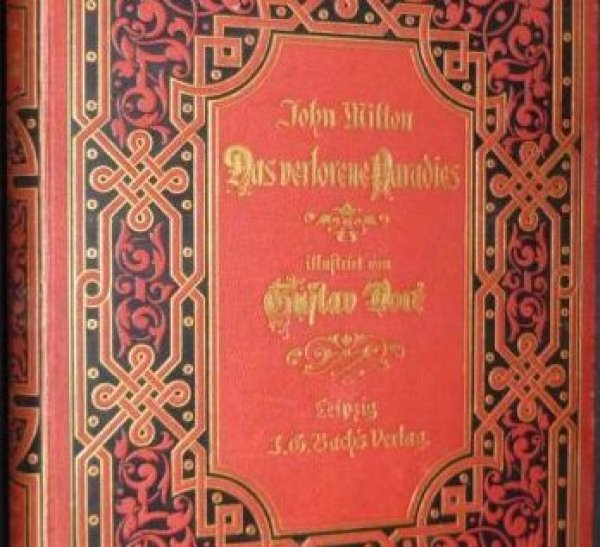 John Milton
Das verlorene Paradies
illustrirt von
Gustav Doré
Leipzig
J.G. Bach's Verlag.